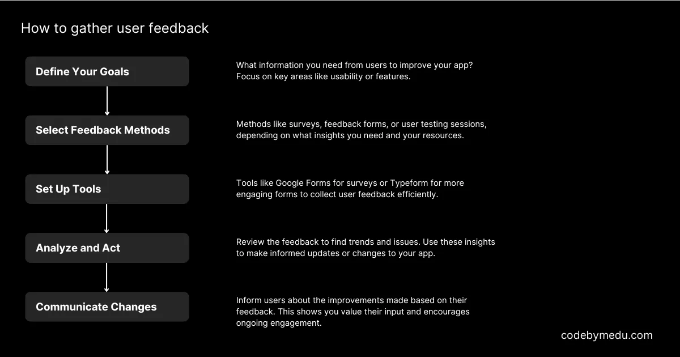 How to gather user feedback
Define Your Goals
What information you need from users to improve your app?
Focus on key areas like usability or features.
Select Feedback Methods
Methods like surveys, feedback forms, or user testing sessions,
depending on what insights you need and your resources.
Set Up Tools
Tools like Google Forms for surveys or Typeform for more
engaging forms to collect user feedback efficiently.
Analyze and Act
Review the feedback to find trends and issues. Use these insights
to make informed updates or changes to your app.
Communicate Changes
Inform users about the improvements made based on their
feedback. This shows you value their input and encourages
ongoing engagement.
codebymedu.com